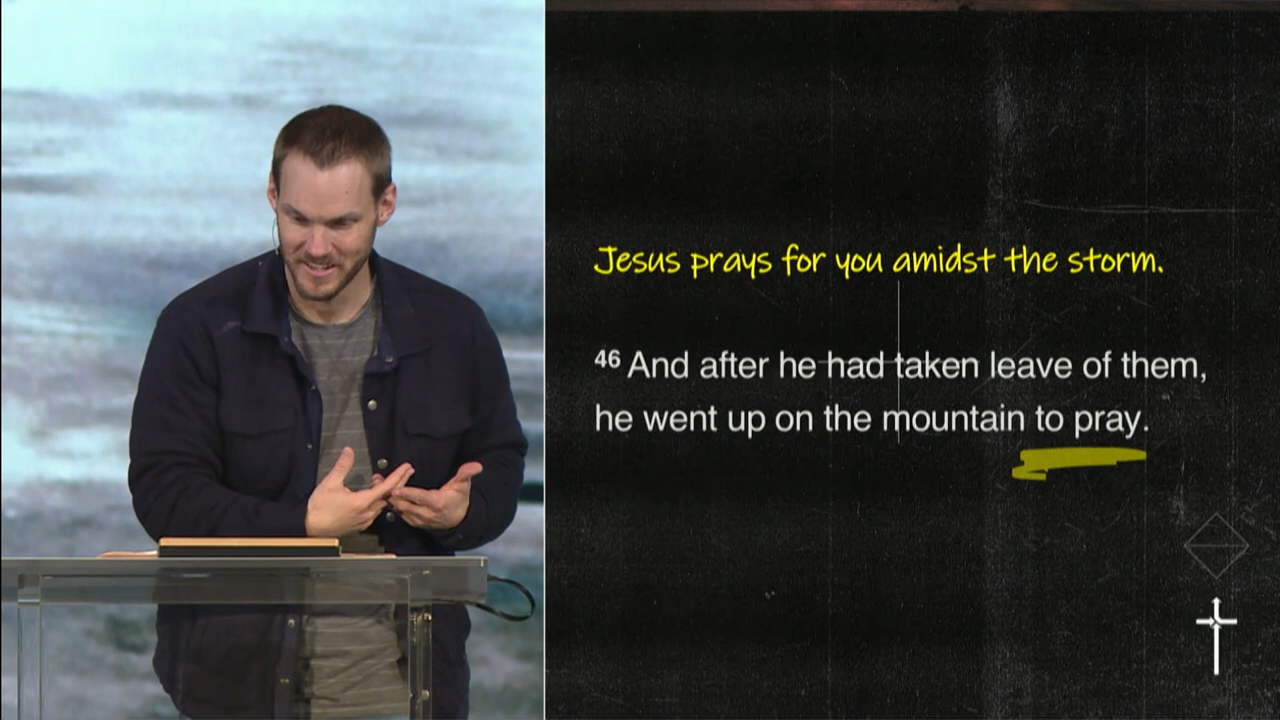 Jesus prays for you amidst the storm.
46 And after he had taken leave of them,
he went up on the mountain to pray.